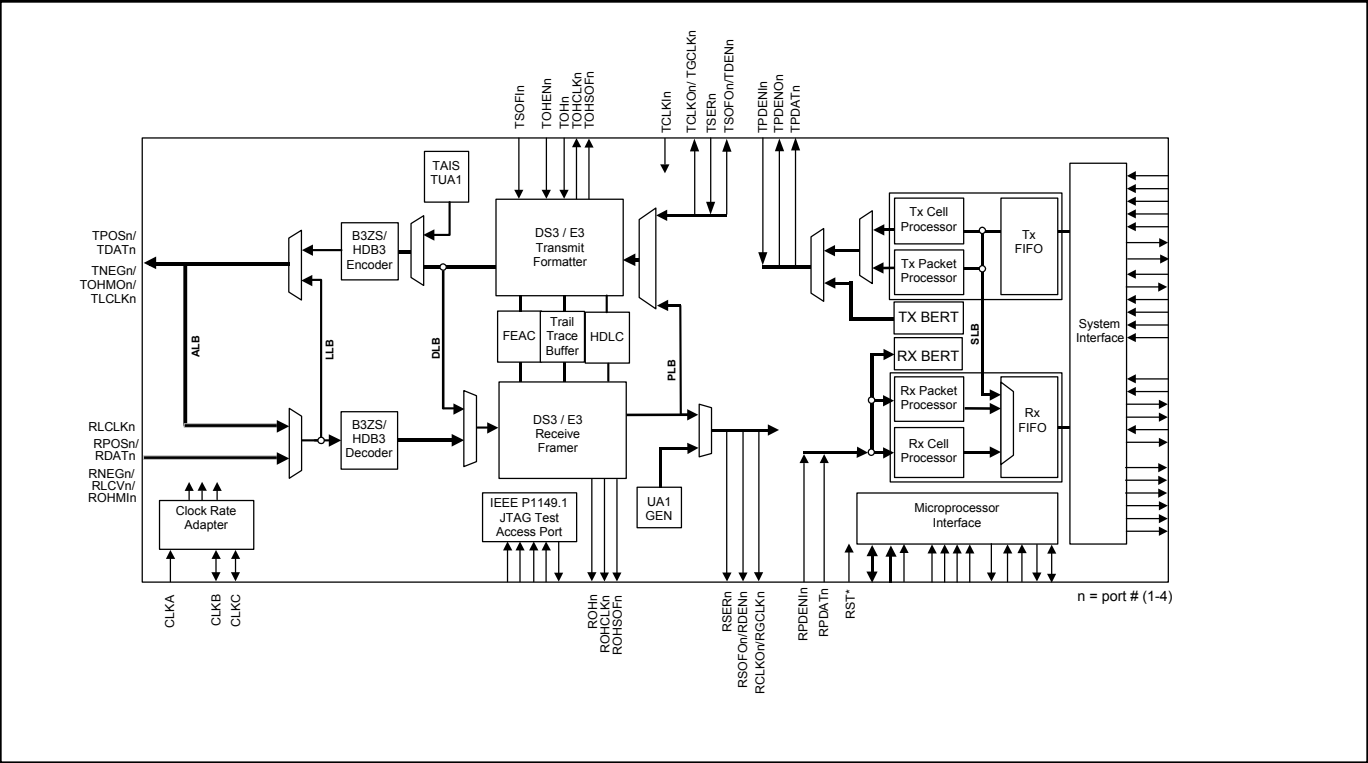 TSOFIn
TOHENn
TOHn
TOHCLKn
TOHSOFn
TCLKIn
TCLKOn/ TGCLKn
TSERn
TSOFOn/TDENn
TPDENIn
TPDENOn
TPDATn
TAIS
TUA1
TPOSn/
TDATn
TNEGn/
TOHMOn/
TLCLKn
B3ZS/
HDB3
Encoder
DS3 / E3
Transmit
Formatter
Tx Cell
Processor
Tx Packet
Processor
Tx
FIFO
TX BERT
RX BERT
System
Interface
FEAC
Trail
Trace
Buffer
HDLC
ALB
LLB
DLB
PLB
SLB
RLCLKn
RPOSn/
RDATn
RNEGn/
RLCVn/
ROHMIn
B3ZS/
HDB3
Decoder
DS3 / E3
Receive
Framer
Rx Packet
Processor
Rx Cell
Processor
Rx
FIFO
Clock Rate
Adapter
IEEE P1149.1
JTAG Test
Access Port
UA1
GEN
Microprocessor
Interface
CLKA
CLKB
CLKC
ROHn
ROHCLKn
ROHSOFn
RSERn
RSOFOn/RDENn
RCLKOn/RGCLKn
RPDENIn
RPDATn
RST*
n = port # (1-4)